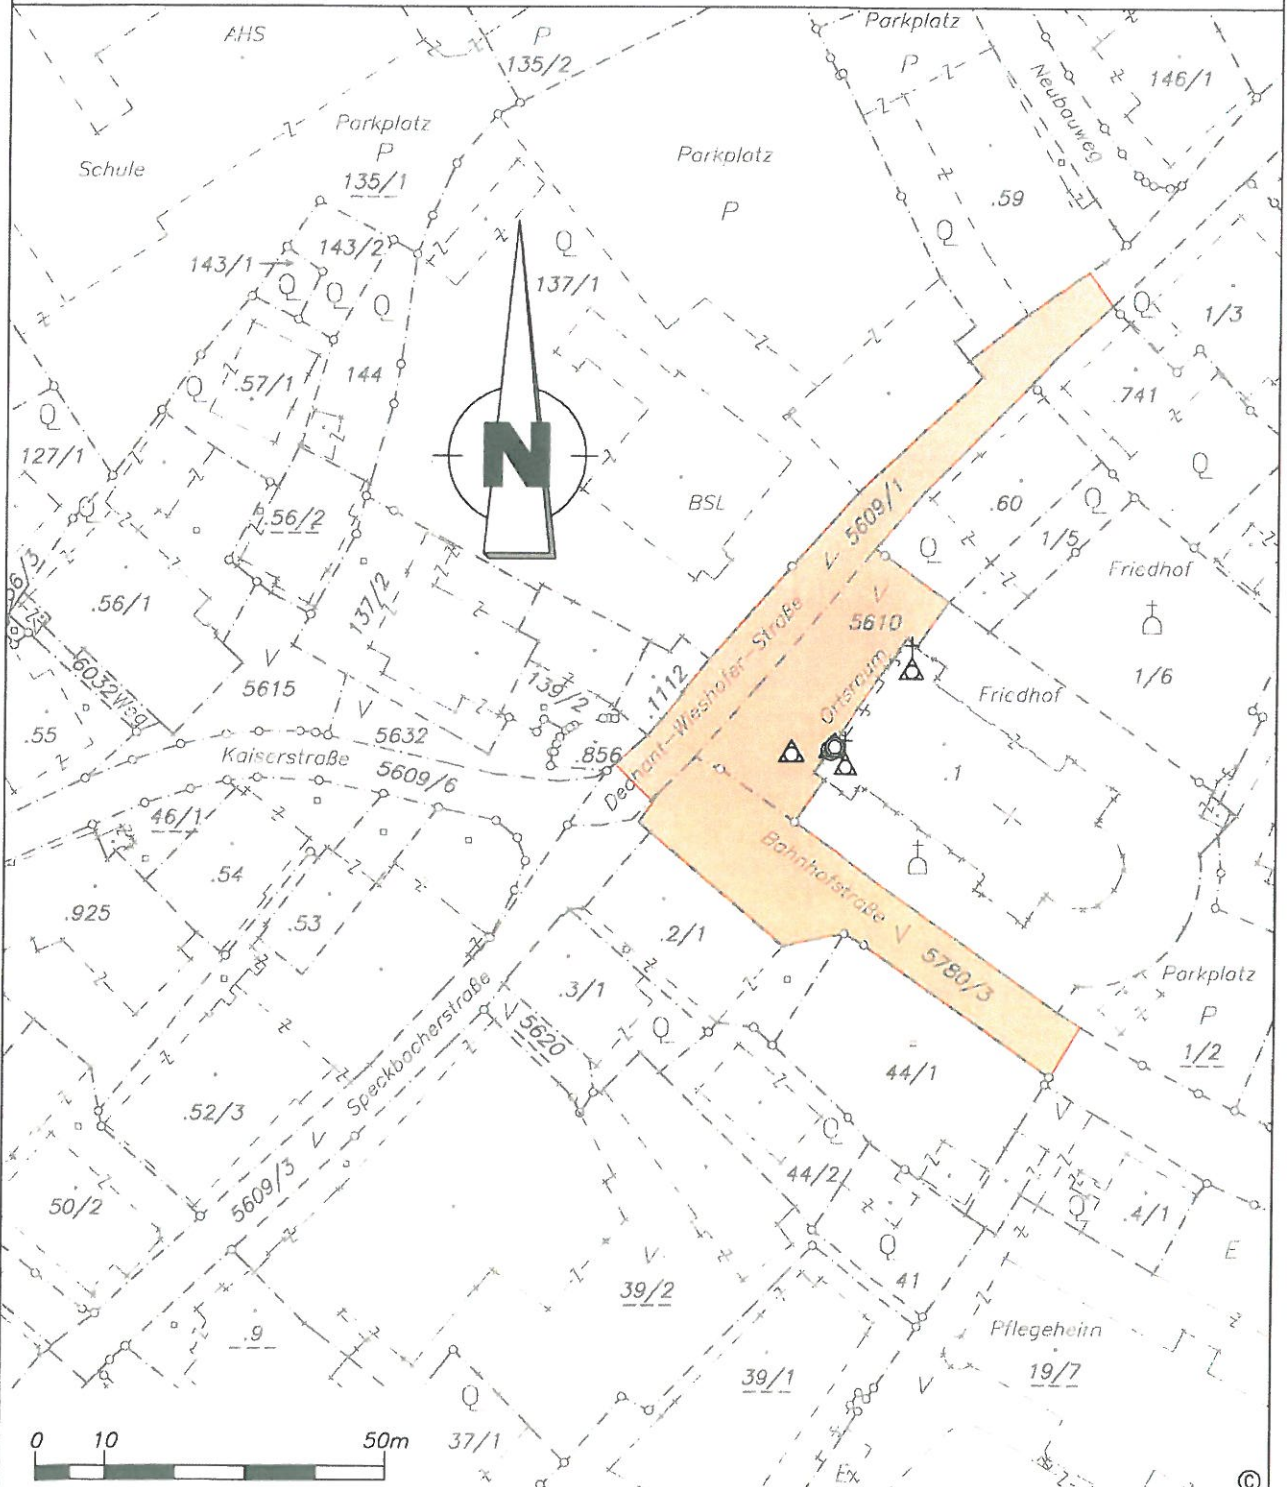 AHS
P
135/2
Parkplatz
P
Neubauweg
146/1
Parkplatz
P
135/1
Schule
Parkplatz
P
.59
143/2
143/1
Q
Q
Q
Q
137/1
Q
Q
1/3
.57/1
144
Q
Q
127/1
N
.741
Q
Q
.56/2
BSL
5609/1
.60
Q
1/5
Q
Friedhof
.56/1
137/2
V
V
5610
1/6
6032 Weg
V
5615
139/2
.1112
Dechant-Wieshofer-Straße
Ortsraum
Friedhof
.55
V
5632
Kaiserstraße
5609/6
.856
.1
46/1
Bahnhofstraße
V
5780/3
.54
.925
.53
.2/1
Parkplatz
P
1/2
.3/1
Speckbacherstraße
V
5620
Q
44/1
.52/3
V
V
Q
44/2
50/2
5609/3
Q
.4/1
Q
E
V
39/2
41
.9
Pflegeheim
19/7
39/1
V
Q
37/1
Ex
0 10 50m
©